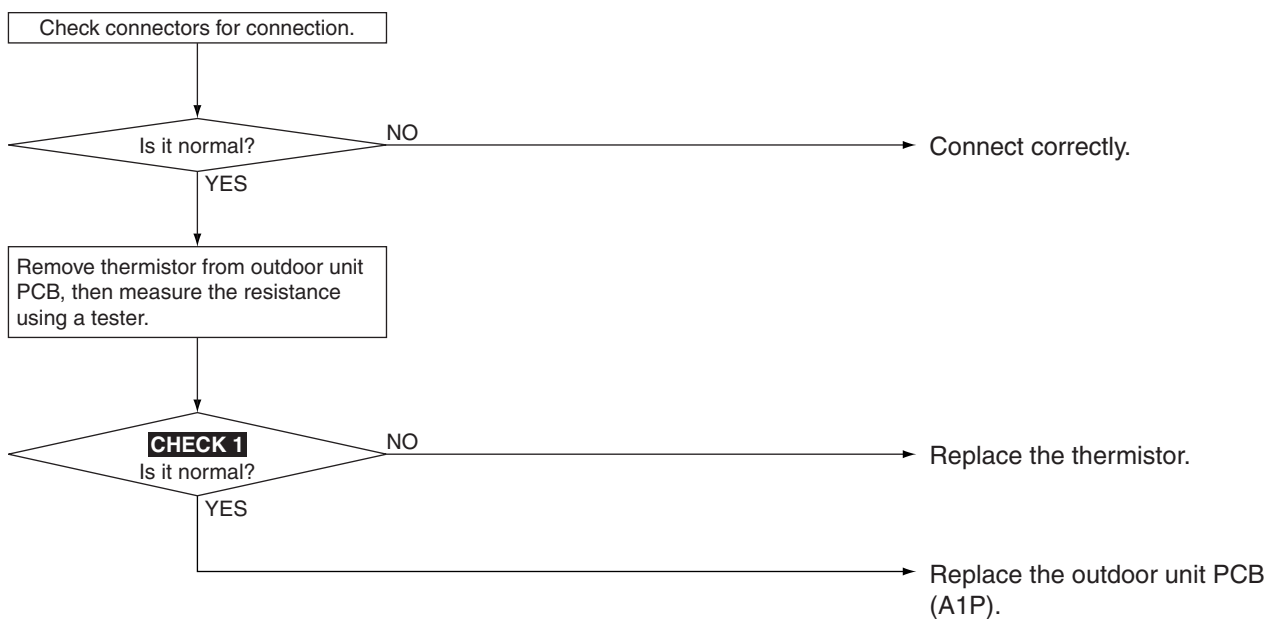 Check connectors for connection.
Is it normal?
NO
Connect correctly.
YES
Remove thermistor from outdoor unit
PCB, then measure the resistance
using a tester.
CHECK 1
Is it normal?
NO
Replace the thermistor.
YES
Replace the outdoor unit PCB
(A1P).